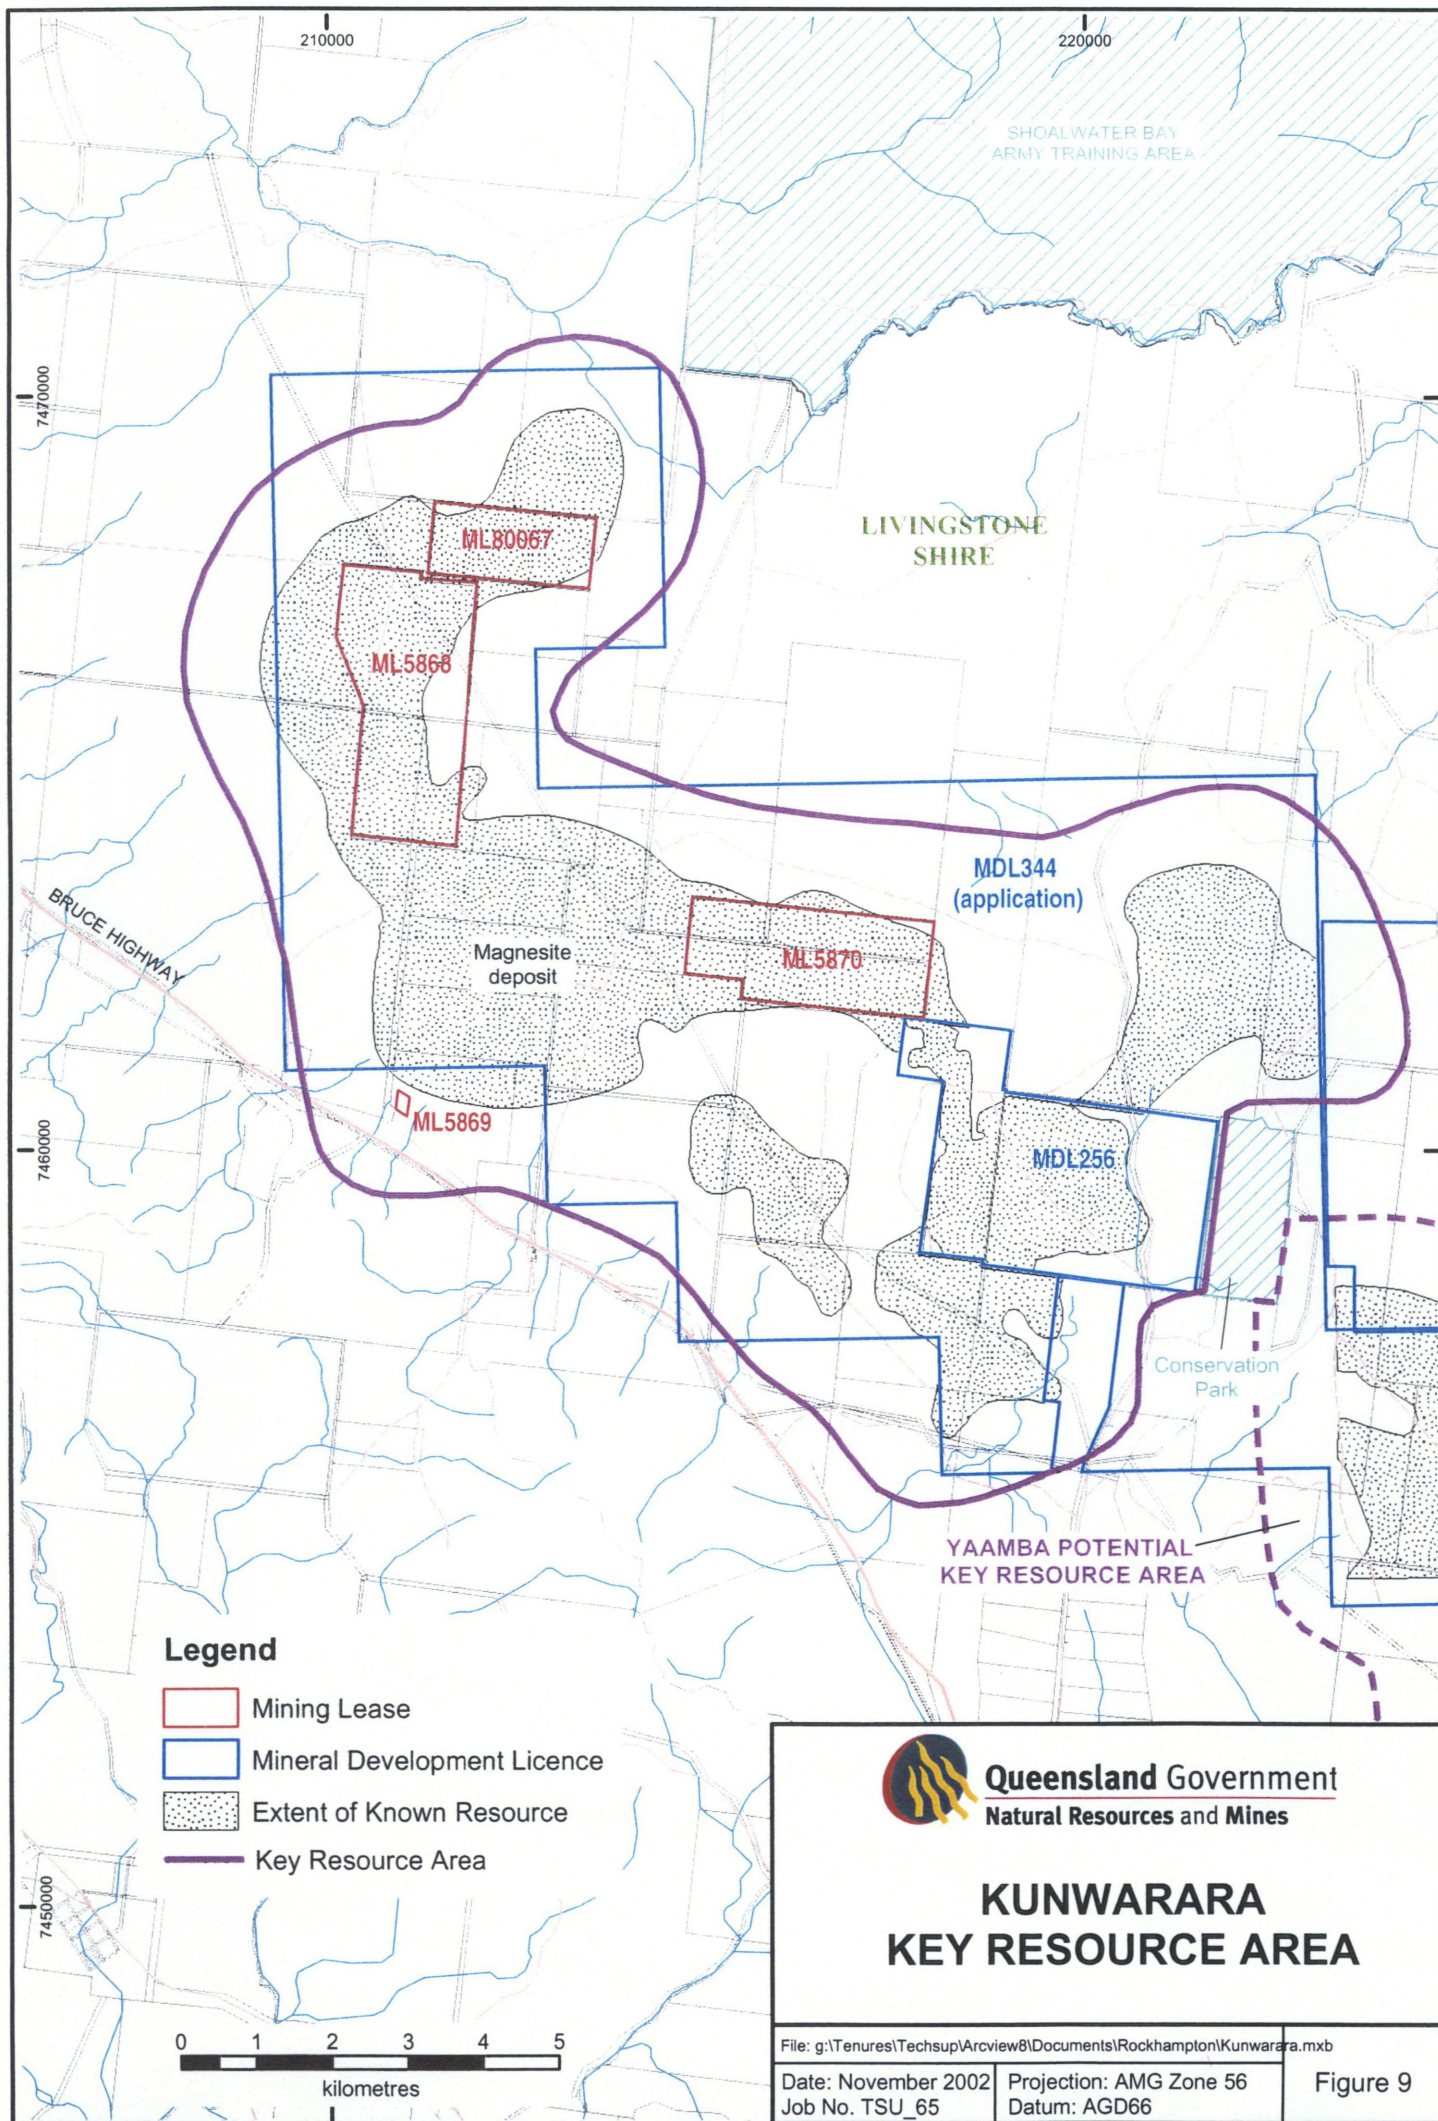 210000
220000
SHOALWATER BAY
ARMY TRAINING AREA
7470000
LIVINGSTONE
SHIRE
ML80067
ML5868
MDL344
(application)
BRUCE HIGHWAY
Magnesite
deposit
ML5870
ML5869
7460000
MDL256
Conservation
Park
YAAMBA POTENTIAL
KEY RESOURCE AREA
Legend
Mining Lease
Mineral Development Licence
Extent of Known Resource
Key Resource Area
7450000
0 1 2 3 4 5
kilometres
Queensland Government
Natural Resources and Mines
KUNWARARA
KEY RESOURCE AREA
File: g:\Tenures\Techsup\Arcview8\Documents\Rockhampton\Kunwarara.mxb
Date: November 2002
Job No. TSU_65
Projection: AMG Zone 56
Datum: AGD66
Figure 9